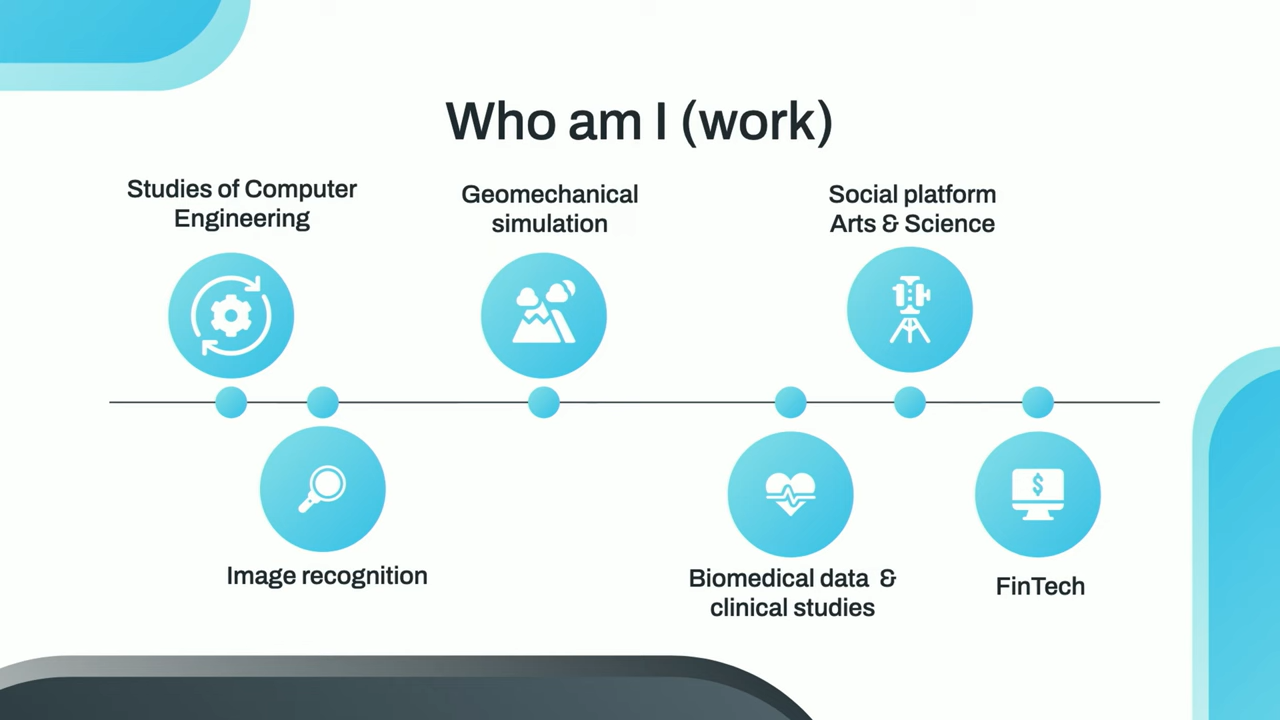 Who am I (work)
Studies of Computer
Engineering
Geomechanical
simulation
Social platform
Arts & Science
Image recognition
Biomedical data &
clinical studies
FinTech
$